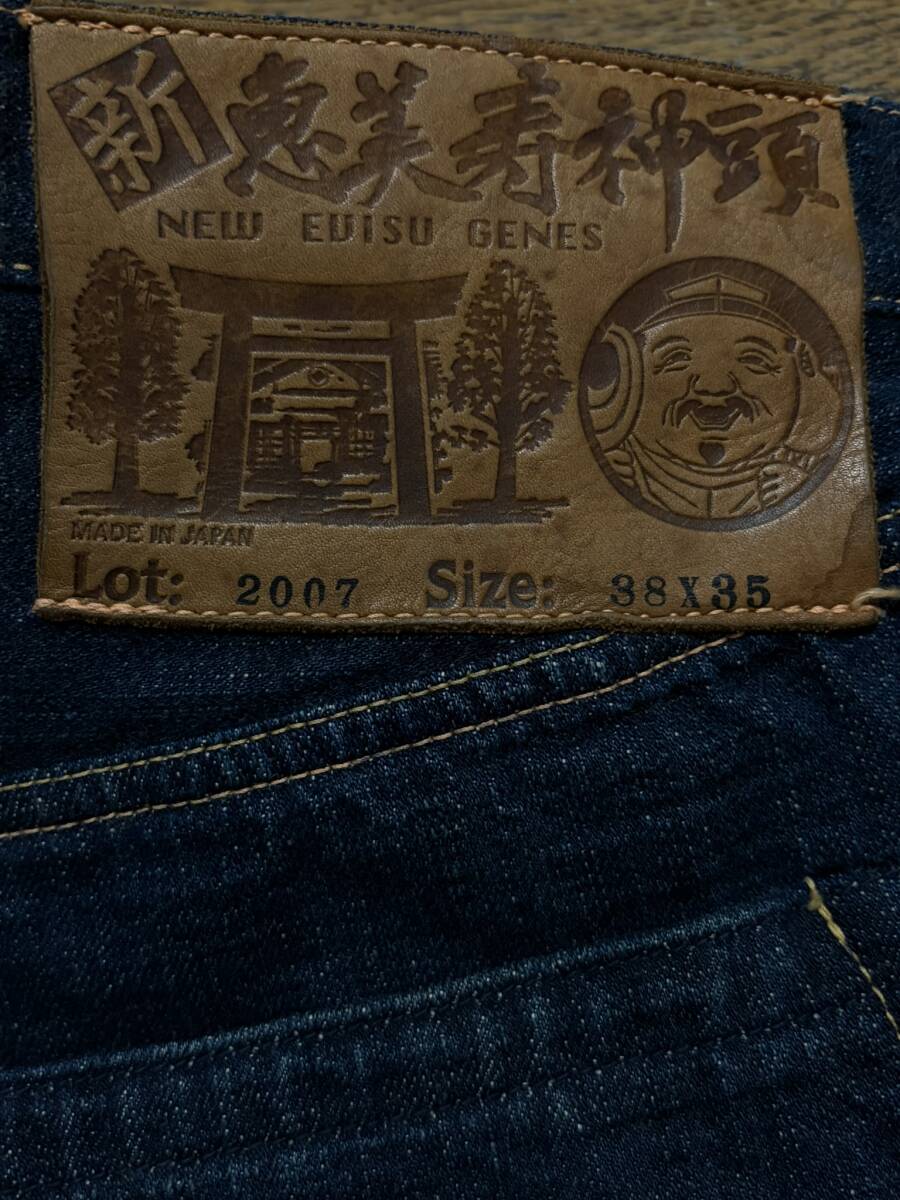 新 恵美寿神頭
NEW EVISU GENES
MADE IN JAPAN
Lot: 2007 Size: 38X35